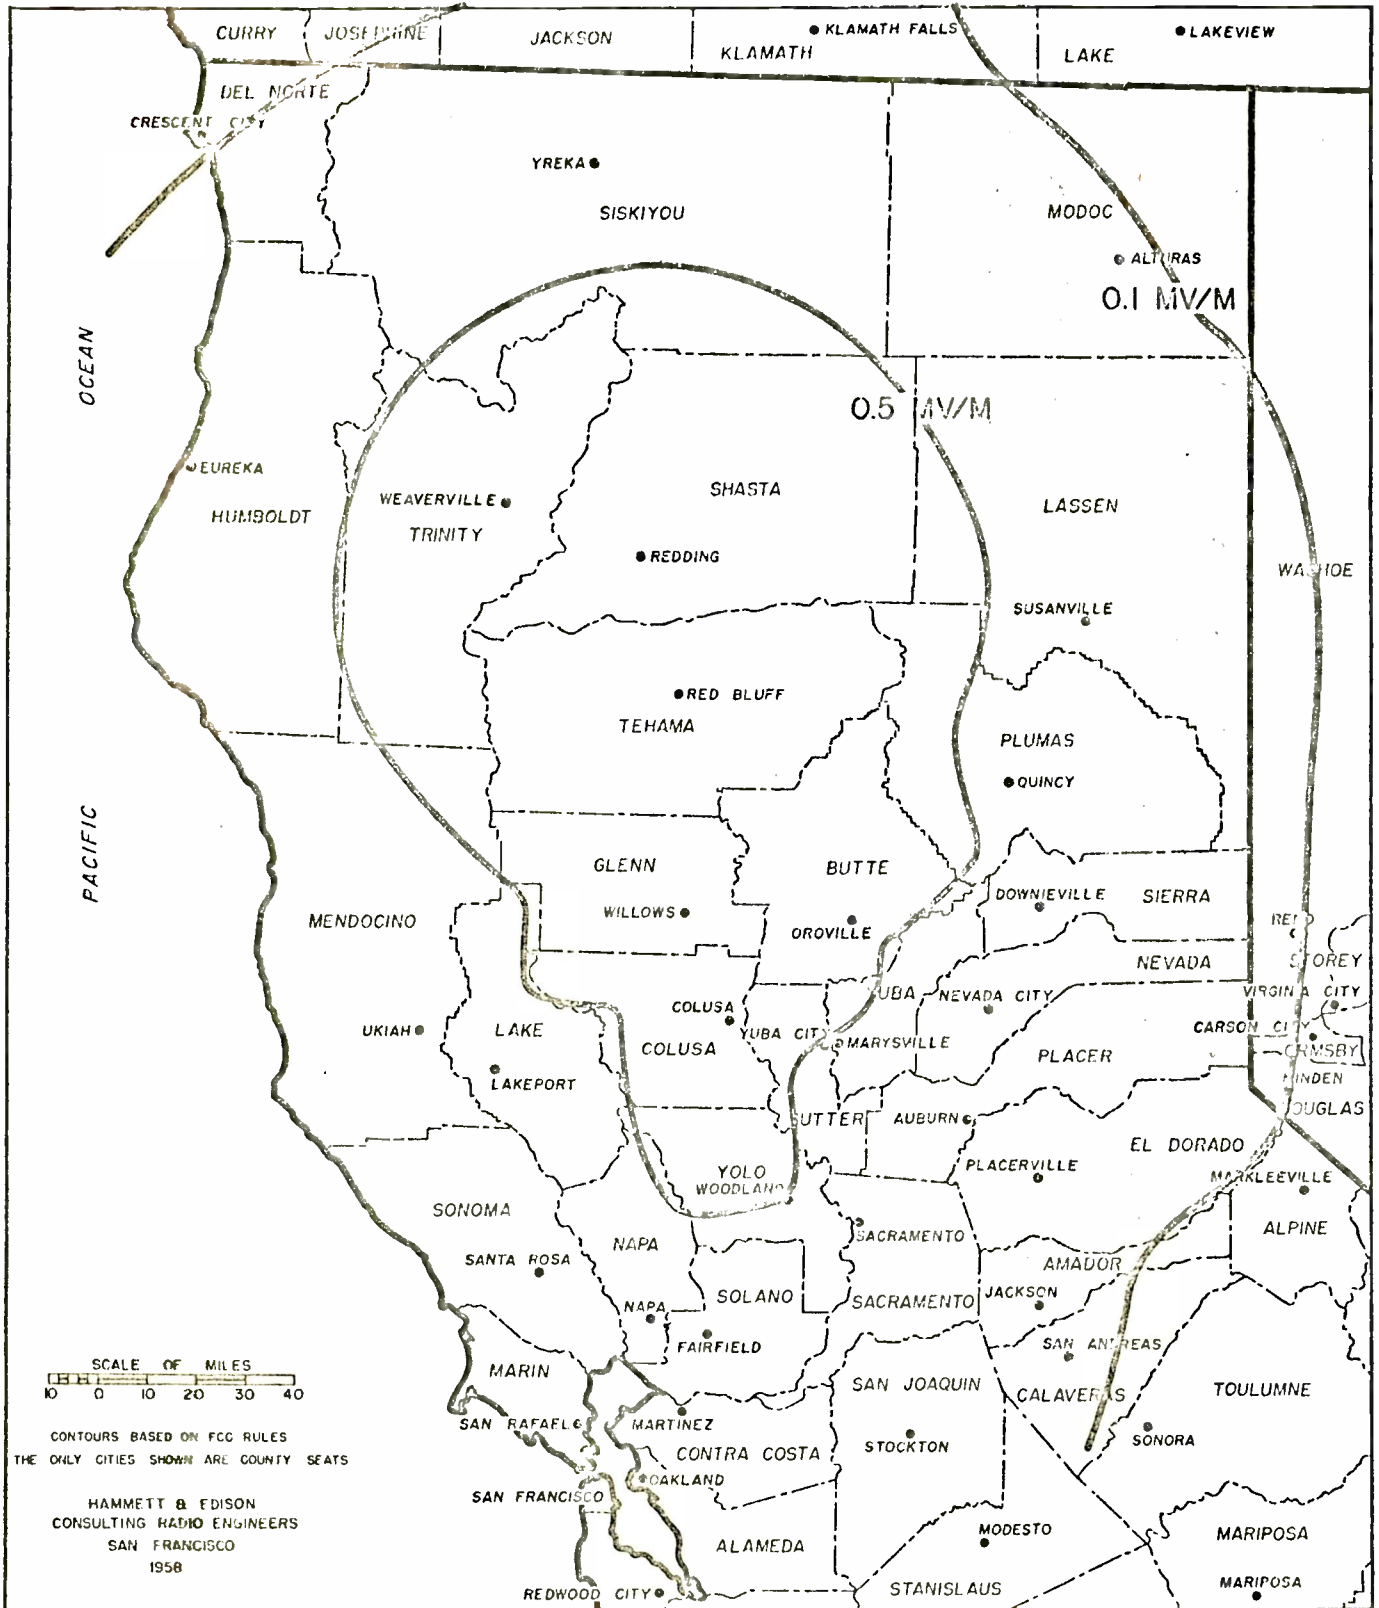 CURRY
JOSEPHINE
JACKSON
KLAMATH FALLS
KLAMATH
LAKEVIEW
LAKE
DEL NORTE
CRESCENT CITY
YREKA
SISKIYOU
MODOC
ALTURAS
0.1 MV/M
OCEAN
0.5 MV/M
EUREKA
HUMBOLDT
WEAVERVILLE
TRINITY
SHASTA
REDDING
LASSEN
WASHOE
SUSANVILLE
RED BLUFF
TEHAMA
PLUMAS
QUINCY
PACIFIC
GLENN
WILLOWS
BUTTE
OROVILLE
DOWNIEVILLE
SIERRA
MENDOCINO
RENO
STOREY
NEVADA
VIRGINIA CITY
COLUSA
YUBA
NEVADA CITY
UKIAH
LAKE
COLUSA
YUBA CITY
MARYSVILLE
PLACER
CARSON CITY
ORMSBY
LAKEPORT
MINDEN
DOUGLAS
SUTTER
AUBURN
EL DORADO
YOLO
WOODLAND
PLACERVILLE
MARKLEEVILLE
SONOMA
NAPA
SACRAMENTO
ALPINE
SANTA ROSA
AMADOR
SOLANO
SACRAMENTO
JACKSON
NAPA
FAIRFIELD
SAN ANDREAS
MARIN
SAN JOAQUIN
CALAVERAS
TOULUMNE
SCALE OF MILES
10 0 10 20 30 40
SAN RAFAEL
MARTINEZ
STOCKTON
SONORA
CONTOURS BASED ON FCC RULES
THE ONLY CITIES SHOWN ARE COUNTY SEATS
CONTRA COSTA
OAKLAND
SAN FRANCISCO
HAMMETT & EDISON
CONSULTING RADIO ENGINEERS
SAN FRANCISCO
1958
ALAMEDA
MODESTO
MARIPOSA
REDWOOD CITY
STANISLAUS
MARIPOSA